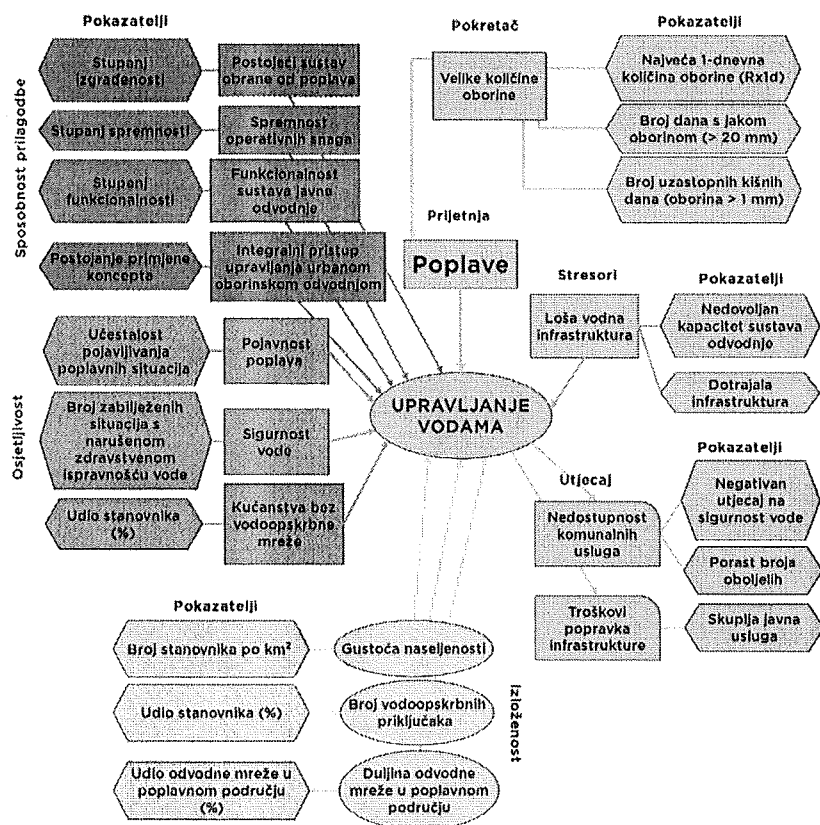 Pokazatelji
Stupanj
izgrađenosti
Stupanj spremnosti
Stupanj
funkcionalnosti
Postojanje primjene
koncepta
Sposobnost prilagodbe
Postojeći sustav
obrane od poplava
Spremnost
operativnih snaga
Funkcionalnost
sustava javne
odvodnje
Integralni pristup
upravljanja urbanom
oborinskom odvodnjom
Pokretač
Velike količine
oborine
Pokazatelji
Najveća 1-dnevna
količina oborine (Rx1d)
Broj dana s jakom
oborinom (> 20 mm)
Broj uzastopnih kišnih
dana (oborina > 1 mm)
Prijetnja
Poplave
Stresori
Loša vodna
infrastruktura
Pokazatelji
Nedovoljan
kapacitet sustava
odvodnje
Dotrajala
infrastruktura
Osjetljivost
Učestalost
pojavljivanja
poplavnih situacija
Broj zabilježenih
situacija s
narušenom
zdravstvenom
ispravnošću vode
Udio stanovnika (%)
Pojavnost
poplava
Sigurnost
vode
Kućanstva bez
vodoopskrbne
mreže
UPRAVLJANJE
VODAMA
Utjecaj
Nedostupnost
komunalnih
usluga
Troškovi
popravka
infrastrukture
Pokazatelji
Negativan
utjecaj na
sigurnost vode
Porast broja
oboljelih
Skuplja javna
usluga
Pokazatelji
Broj stanovnika po km²
Udio stanovnika (%)
Udio odvodne mreže u
poplavnom području
(%)
Gustoća naseljenosti
Broj vodoopskrbnih
priključaka
Duljina odvodne
mreže u poplavnom
području
Izloženost